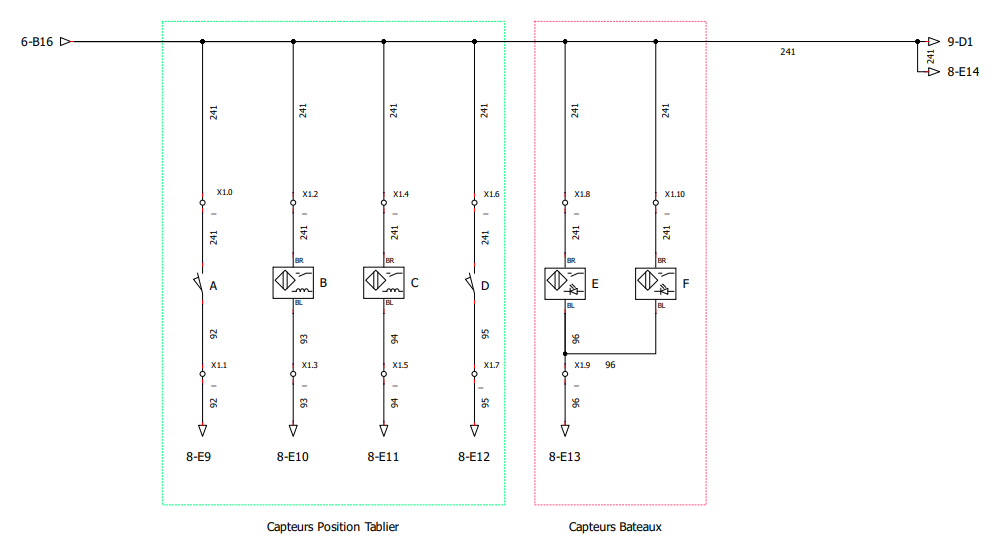 6-B16
9-D1
241
241
8-E14
241
241
241
241
241
241
X1.0
X1.2
X1.4
X1.6
X1.8
X1.10
241
241
241
241
241
241
BR
BR
BR
BR
A
B
C
D
E
F
BL
BL
BL
BL
92
93
94
95
96
X1.1
X1.3
X1.5
X1.7
X1.9
96
92
93
94
95
96
8-E9
8-E10
8-E11
8-E12
8-E13
Capteurs Position Tablier
Capteurs Bateaux